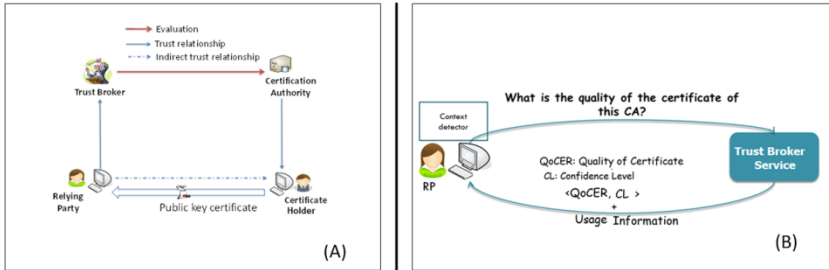 Evaluation
Trust relationship
Indirect trust relationship
Trust Broker
Certification
Authority
Relying
Party
Public key certificate
Certificate
Holder
(A)
What is the quality of the certificate of
this CA?
Context
detector
RP
QoCER: Quality of Certificate
CL: Confidence Level
<QoCER, CL >
+
Usage Information
Trust Broker
Service
(B)